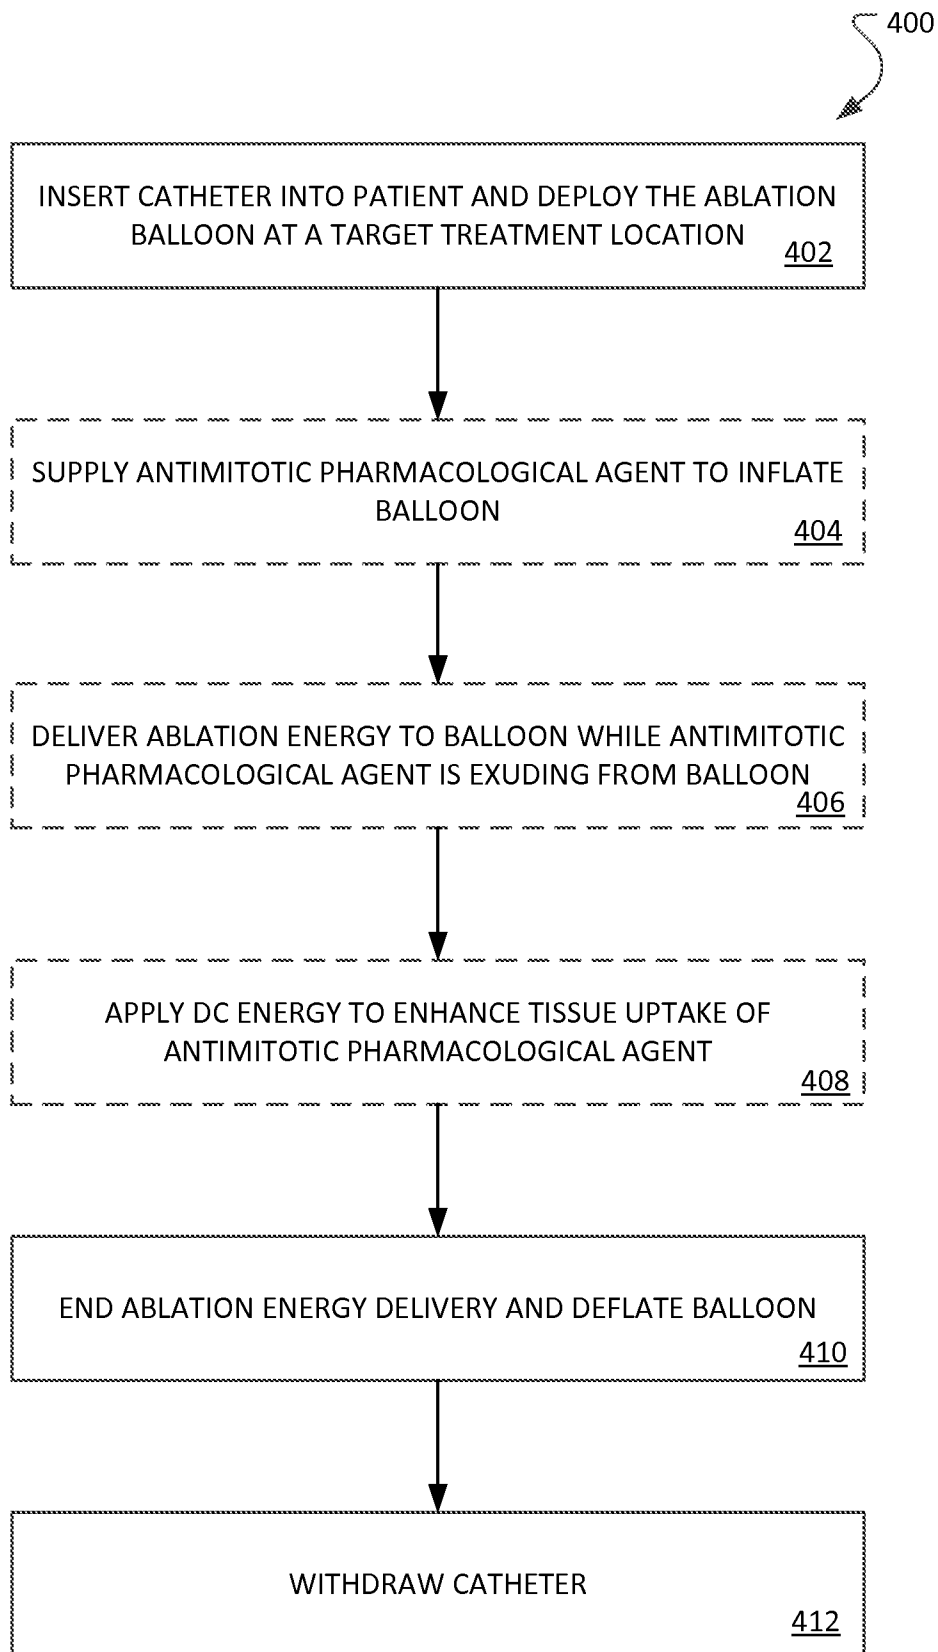 400
INSERT CATHETER INTO PATIENT AND DEPLOY THE ABLATION
BALLOON AT A TARGET TREATMENT LOCATION
402
SUPPLY ANTIMITOTIC PHARMACOLOGICAL AGENT TO INFLATE
BALLOON
404
DELIVER ABLATION ENERGY TO BALLOON WHILE ANTIMITOTIC
PHARMACOLOGICAL AGENT IS EXUDING FROM BALLOON
406
APPLY DC ENERGY TO ENHANCE TISSUE UPTAKE OF
ANTIMITOTIC PHARMACOLOGICAL AGENT
408
END ABLATION ENERGY DELIVERY AND DEFLATE BALLOON
410
WITHDRAW CATHETER
412